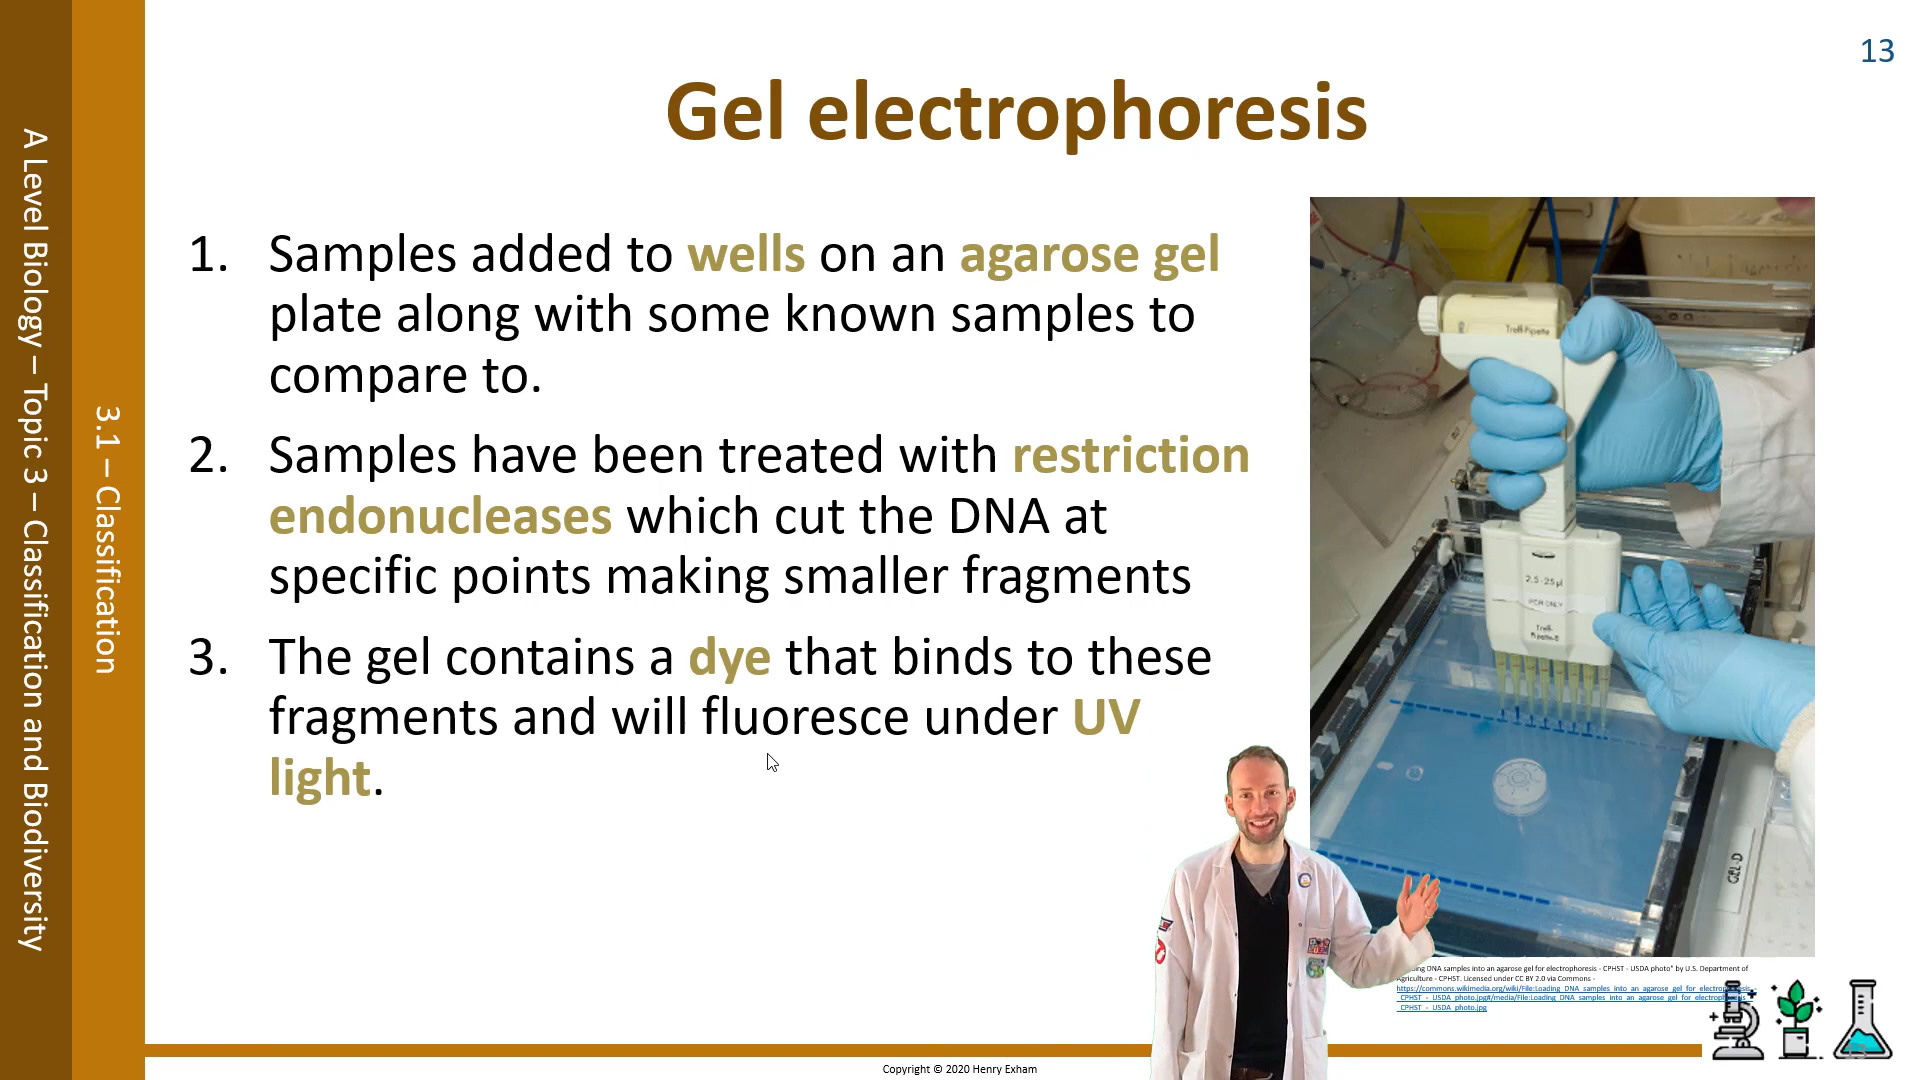 13
Gel electrophoresis
A Level Biology – Topic 3 – Classification and Biodiversity
3.1 – Classification
1. Samples added to wells on an agarose gel
plate along with some known samples to
compare to.
2. Samples have been treated with restriction
endonucleases which cut the DNA at
specific points making smaller fragments
3. The gel contains a dye that binds to these
fragments and will fluoresce under UV
light.
Treff-Pipette
2.5-25µl
PCR ONLY
GEL-D
DNA samples into an agarose gel for electrophoresis - CPHST - USDA photo" by U.S. Department of
Agriculture - CPHST. Licensed under CC BY 2.0 via Commons -
https://commons.wikimedia.org/wiki/File:Loading_DNA_samples_into_an_agarose_gel_for_electrophoresis_-
_CPHST_-_USDA_photo.jpg#/media/File:Loading_DNA_samples_into_an_agarose_gel_for_electrophoresis_-
_CPHST_-_USDA_photo.jpg
Copyright © 2020 Henry Exham